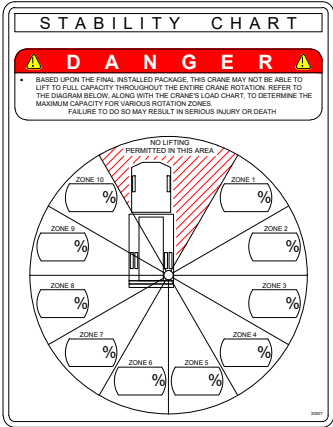 STABILITY CHART
DANGER
• BASED UPON THE FINAL INSTALLED PACKAGE, THIS CRANE MAY NOT BE ABLE TO
LIFT TO FULL CAPACITY THROUGHOUT THE ENTIRE CRANE ROTATION. REFER TO
THE DIAGRAM BELOW, ALONG WITH THE CRANE'S LOAD CHART, TO DETERMINE THE
MAXIMUM CAPACITY FOR VARIOUS ROTATION ZONES.
FAILURE TO DO SO MAY RESULT IN SERIOUS INJURY OR DEATH
NO LIFTING
PERMITTED IN THIS AREA
ZONE 10
%
ZONE 1
%
ZONE 9
%
ZONE 2
%
ZONE 8
%
ZONE 3
%
ZONE 7
%
ZONE 4
%
ZONE 6
%
ZONE 5
%
20827